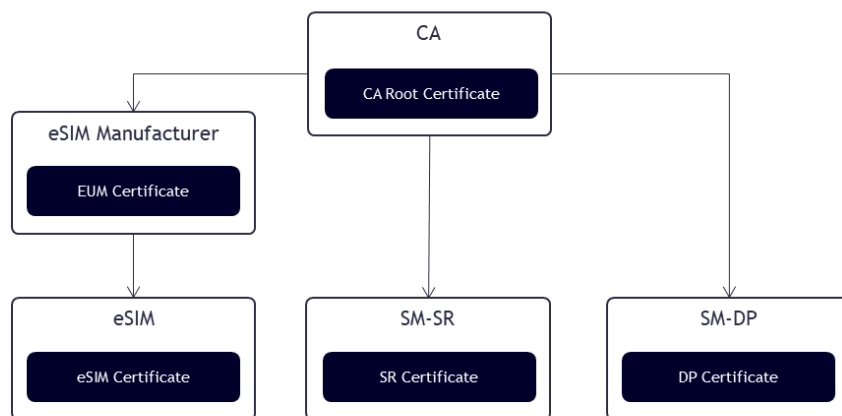 CA
CA Root Certificate
eSIM Manufacturer
EUM Certificate
eSIM
eSIM Certificate
SM-SR
SR Certificate
SM-DP
DP Certificate